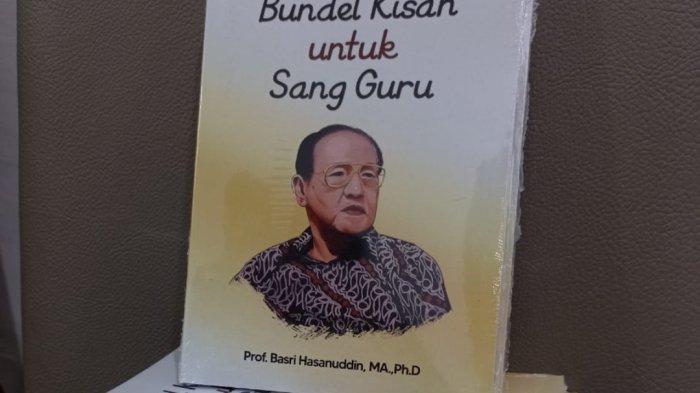 Bundel Kisah
untuk
Sang Guru
Prof. Basri Hasanuddin, MA.,Ph.D